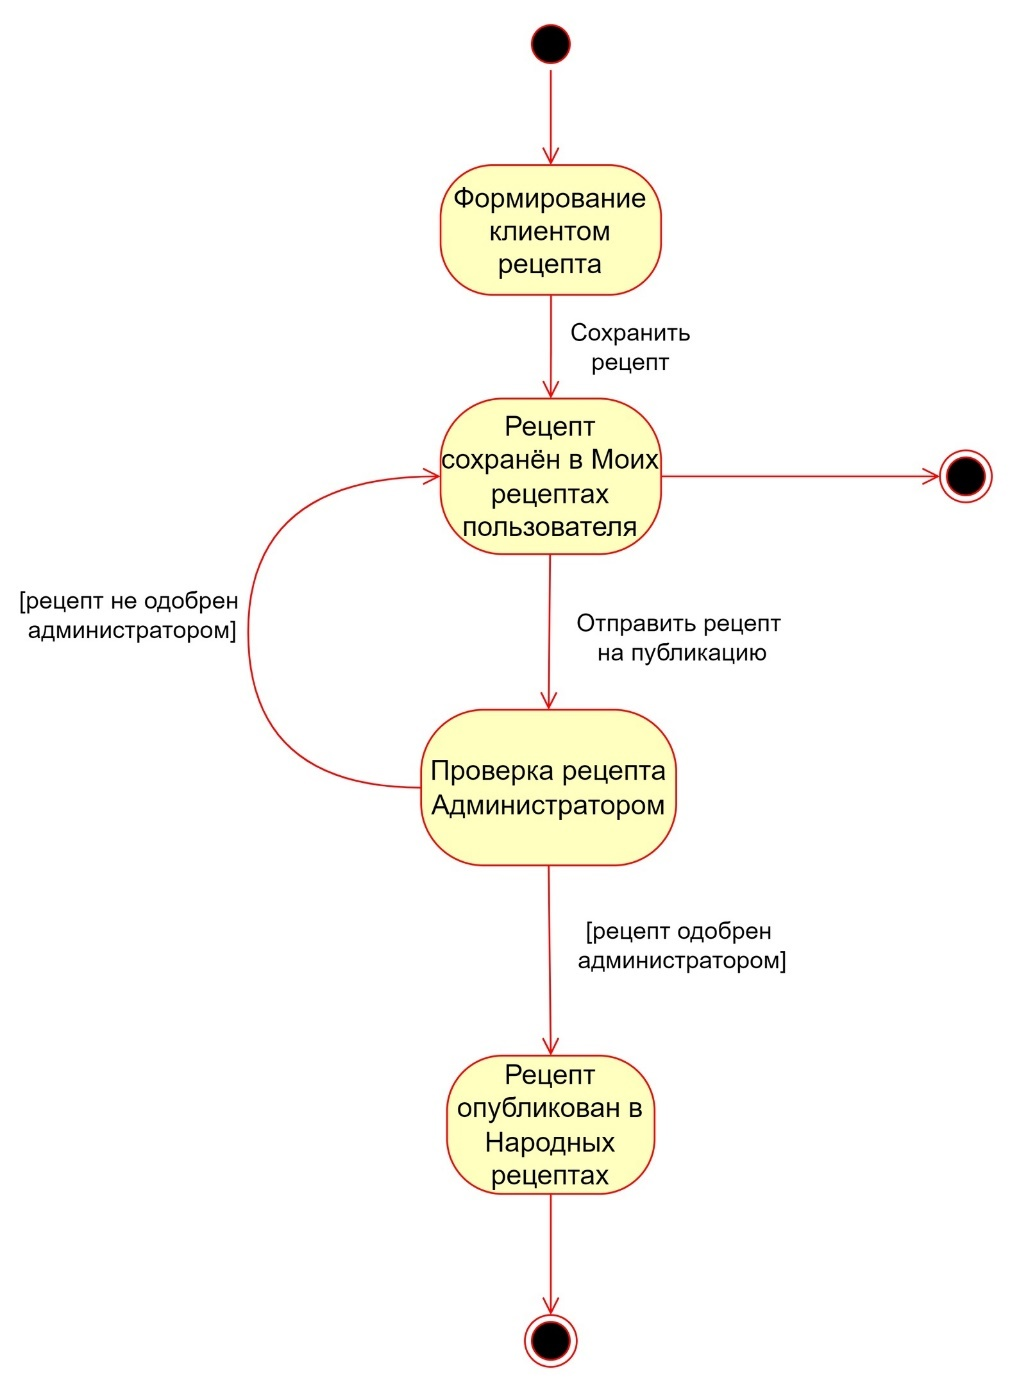 Формирование
клиентом
рецепта
Сохранить
рецепт
Рецепт
сохранён в Моих
рецептах
пользователя
[рецепт не одобрен
администратором]
Отправить рецепт
на публикацию
Проверка рецепта
Администратором
[рецепт одобрен
администратором]
Рецепт
опубликован в
Народных
рецептах